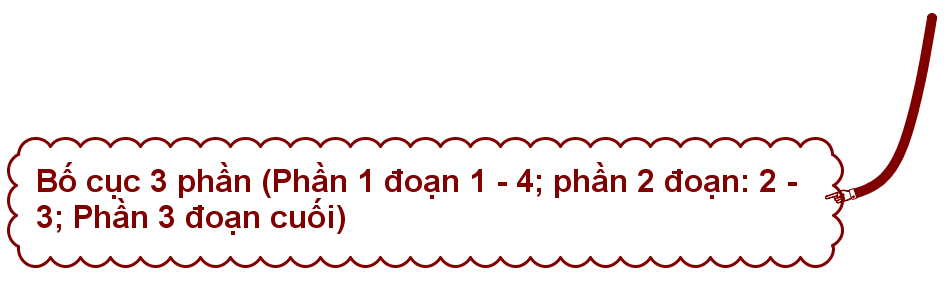 Bố cục 3 phần (Phần 1 đoạn 1 - 4; phần 2 đoạn: 2 -
3; Phần 3 đoạn cuối)